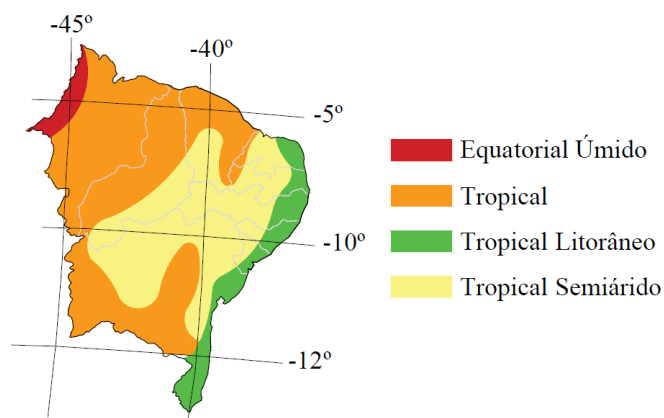 -45º
-40º
-5º
-10º
-12º
Equatorial Úmido
Tropical
Tropical Litorâneo
Tropical Semiárido